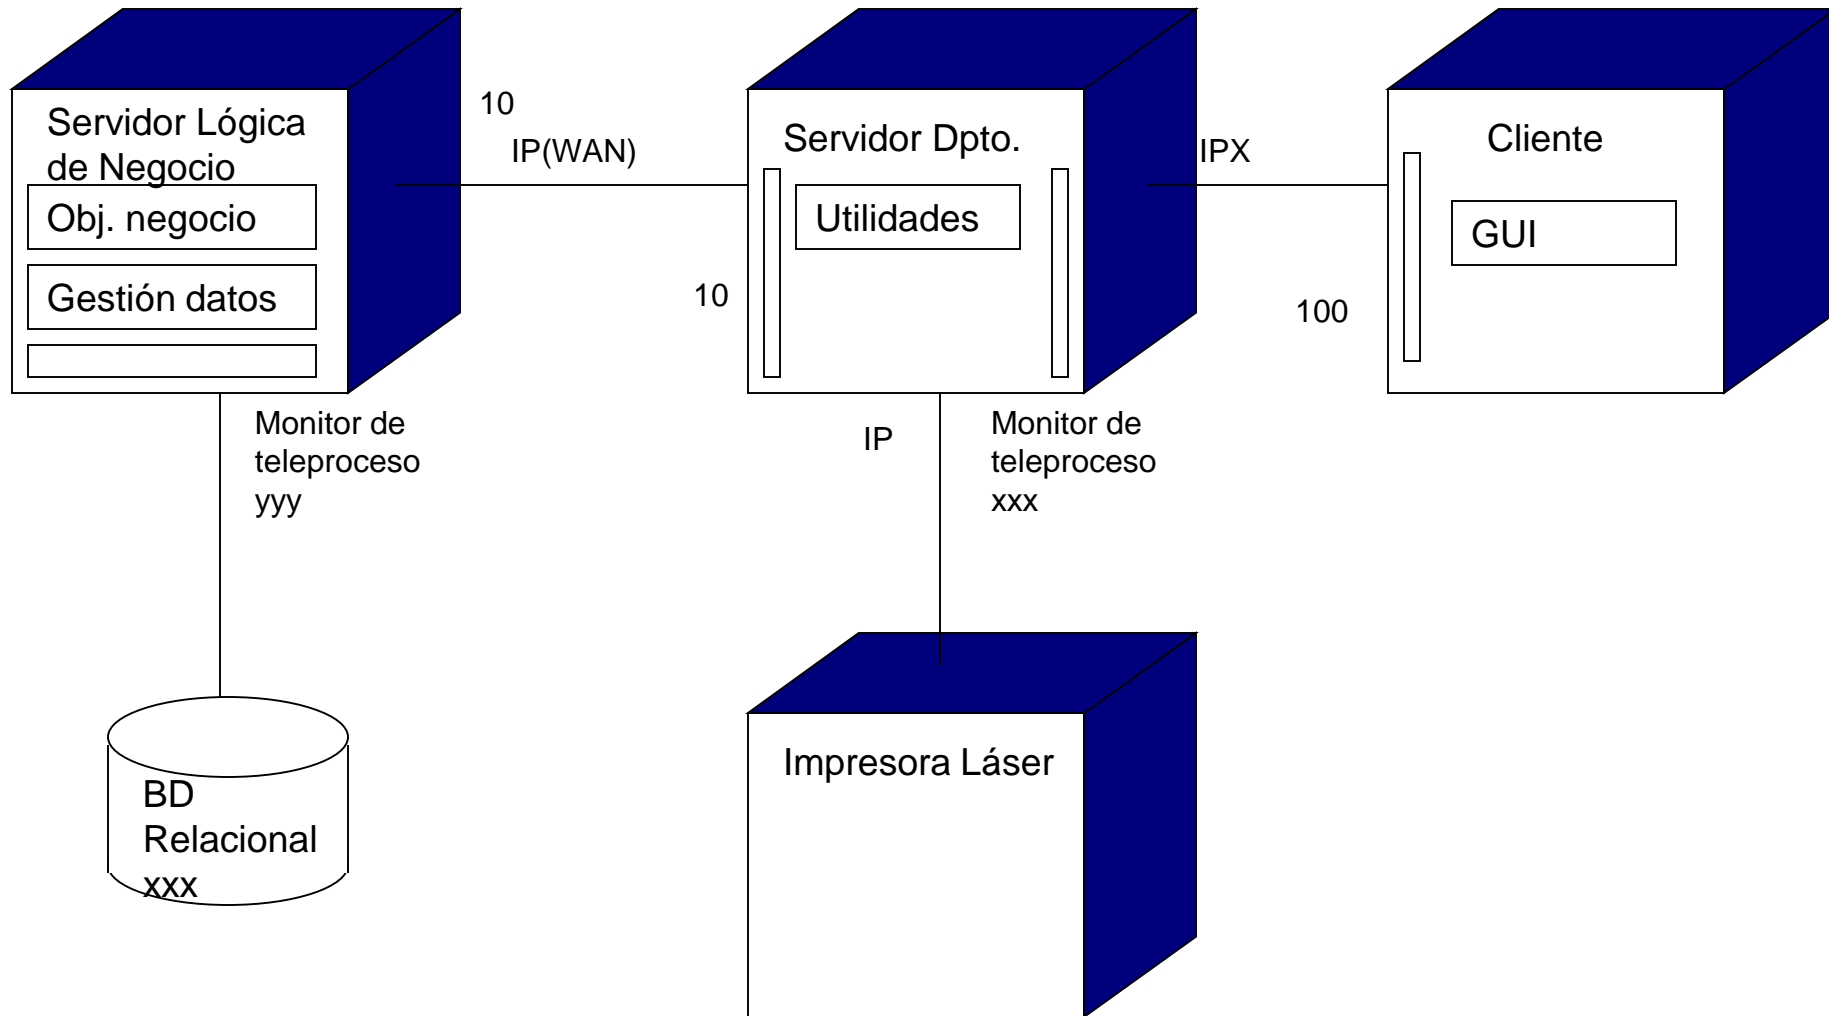 Servidor Lógica
de Negocio
Obj. negocio
Gestión datos
10
IP(WAN)
Servidor Dpto.
Utilidades
10
IPX
Cliente
GUI
100
Monitor de
teleproceso
yyy
IP
Monitor de
teleproceso
xxx
BD
Relacional
xxx
Impresora Láser